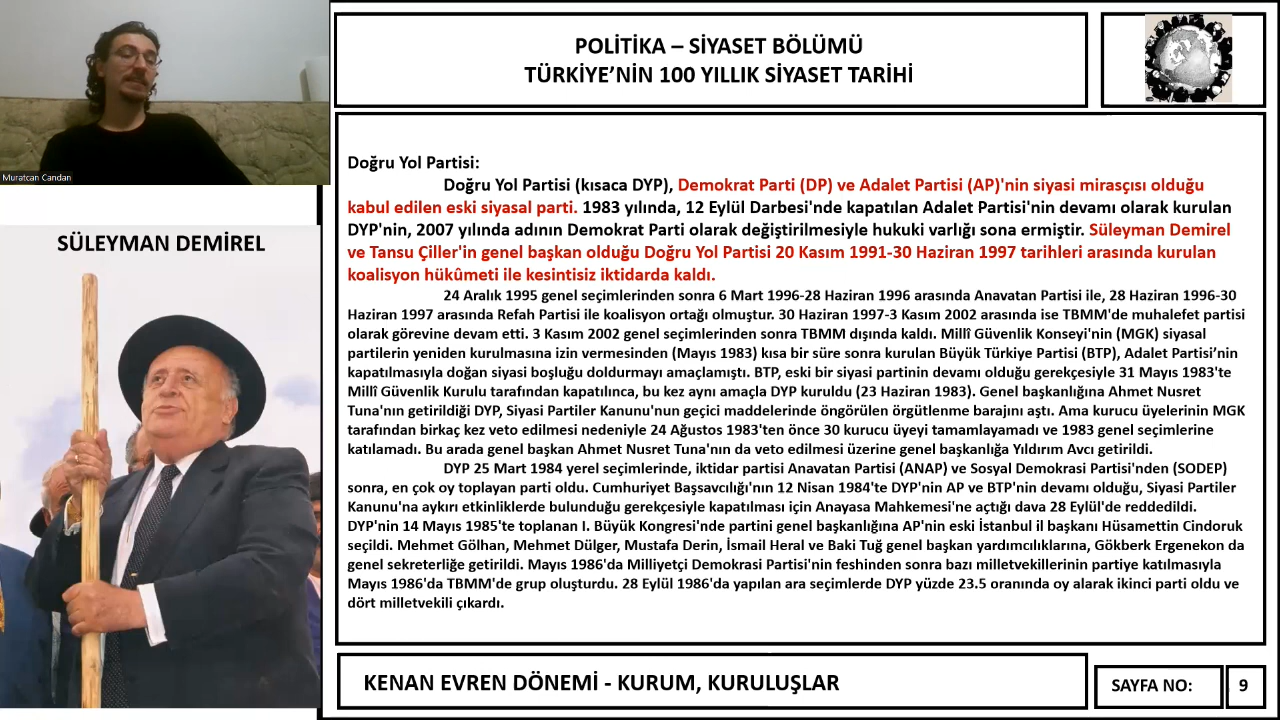 POLİTİKA – SİYASET BÖLÜMÜ
TÜRKİYE’NİN 100 YILLIK SİYASET TARİHİ
Muratcan Candan
SÜLEYMAN DEMİREL
Doğru Yol Partisi:
Doğru Yol Partisi (kısaca DYP), Demokrat Parti (DP) ve Adalet Partisi (AP)'nin siyasi mirasçısı olduğu
kabul edilen eski siyasal parti. 1983 yılında, 12 Eylül Darbesi'nde kapatılan Adalet Partisi'nin devamı olarak kurulan
DYP'nin, 2007 yılında adının Demokrat Parti olarak değiştirilmesiyle hukuki varlığı sona ermiştir. Süleyman Demirel
ve Tansu Çiller'in genel başkan olduğu Doğru Yol Partisi 20 Kasım 1991-30 Haziran 1997 tarihleri arasında kurulan
koalisyon hükûmeti ile kesintisiz iktidarda kaldı.
24 Aralık 1995 genel seçimlerinden sonra 6 Mart 1996-28 Haziran 1996 arasında Anavatan Partisi ile, 28 Haziran 1996-30
Haziran 1997 arasında Refah Partisi ile koalisyon ortağı olmuştur. 30 Haziran 1997-3 Kasım 2002 arasında ise TBMM'de muhalefet partisi
olarak görevine devam etti. 3 Kasım 2002 genel seçimlerinden sonra TBMM dışında kaldı. Millî Güvenlik Konseyi'nin (MGK) siyasal
partilerin yeniden kurulmasına izin vermesinden (Mayıs 1983) kısa bir süre sonra kurulan Büyük Türkiye Partisi (BTP), Adalet Partisi’nin
kapatılmasıyla doğan siyasi boşluğu doldurmayı amaçlamıştı. BTP, eski bir siyasi partinin devamı olduğu gerekçesiyle 31 Mayıs 1983'te
Millî Güvenlik Kurulu tarafından kapatılınca, bu kez aynı amaçla DYP kuruldu (23 Haziran 1983). Genel başkanlığına Ahmet Nusret
Tuna'nın getirildiği DYP, Siyasi Partiler Kanunu'nun geçici maddelerinde öngörülen örgütlenme barajını aştı. Ama kurucu üyelerinin MGK
tarafından birkaç kez veto edilmesi nedeniyle 24 Ağustos 1983'ten önce 30 kurucu üyeyi tamamlayamadı ve 1983 genel seçimlerine
katılamadı. Bu arada genel başkan Ahmet Nusret Tuna'nın da veto edilmesi üzerine genel başkanlığa Yıldırım Avcı getirildi.
DYP 25 Mart 1984 yerel seçimlerinde, iktidar partisi Anavatan Partisi (ANAP) ve Sosyal Demokrasi Partisi'nden (SODEP)
sonra, en çok oy toplayan parti oldu. Cumhuriyet Başsavcılığı'nın 12 Nisan 1984'te DYP'nin AP ve BTP'nin devamı olduğu, Siyasi Partiler
Kanunu'na aykırı etkinliklerde bulunduğu gerekçesiyle kapatılması için Anayasa Mahkemesi'ne açtığı dava 28 Eylül'de reddedildi.
DYP'nin 14 Mayıs 1985'te toplanan I. Büyük Kongresi'nde partini genel başkanlığına AP'nin eski İstanbul il başkanı Hüsamettin Cindoruk
seçildi. Mehmet Gölhan, Mehmet Dülger, Mustafa Derin, İsmail Heral ve Baki Tuğ genel başkan yardımcılıklarına, Gökberk Ergenekon da
genel sekreterliğe getirildi. Mayıs 1986'da Milliyetçi Demokrasi Partisi'nin feshinden sonra bazı milletvekillerinin partiye katılmasıyla
Mayıs 1986'da TBMM'de grup oluşturdu. 28 Eylül 1986'da yapılan ara seçimlerde DYP yüzde 23.5 oranında oy alarak ikinci parti oldu ve
dört milletvekili çıkardı.
KENAN EVREN DÖNEMİ - KURUM, KURULUŞLAR
SAYFA NO:
9